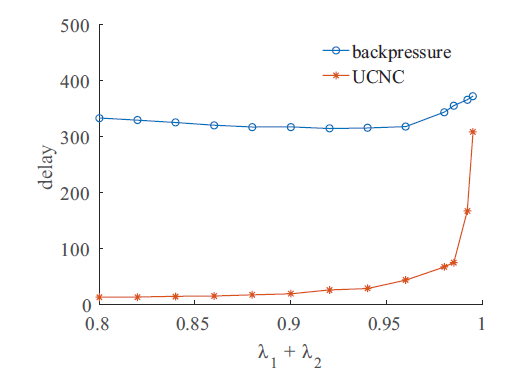 500
400
300
200
100
0
delay
backpressure
UCNC
0.8 0.85 0.9 0.95 1
λ₁ + λ₂